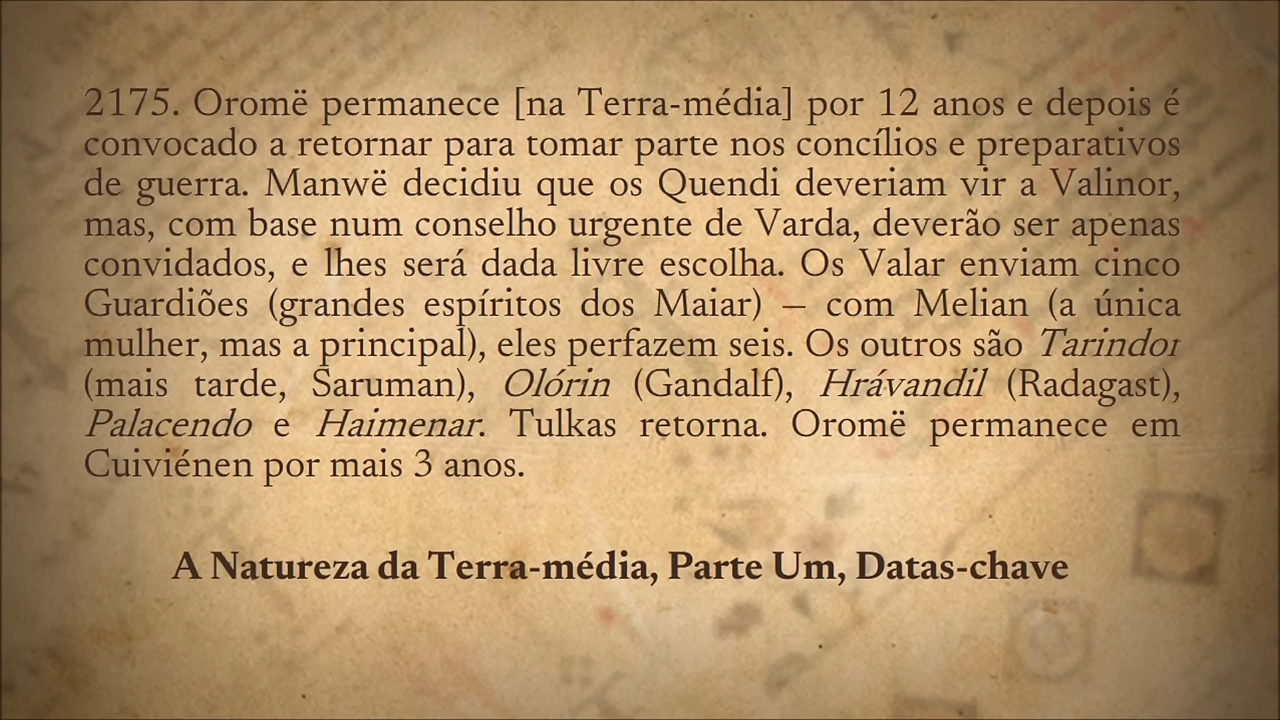 2175. Oromë permanece [na Terra-média] por 12 anos e depois é
convocado a retornar para tomar parte nos concílios e preparativos
de guerra. Manwë decidiu que os Quendi deveriam vir a Valinor,
mas, com base num conselho urgente de Varda, deverão ser apenas
convidados, e lhes será dada livre escolha. Os Valar enviam cinco
Guardiões (grandes espíritos dos Maiar) – com Melian (a única
mulher, mas a principal), eles perfazem seis. Os outros são Tarindor
(mais tarde, Saruman), Olórin (Gandalf), Hrávandil (Radagast),
Palacendo e Haimenar. Tulkas retorna. Oromë permanece em
Cuiviénen por mais 3 anos.
A Natureza da Terra-média, Parte Um, Datas-chave